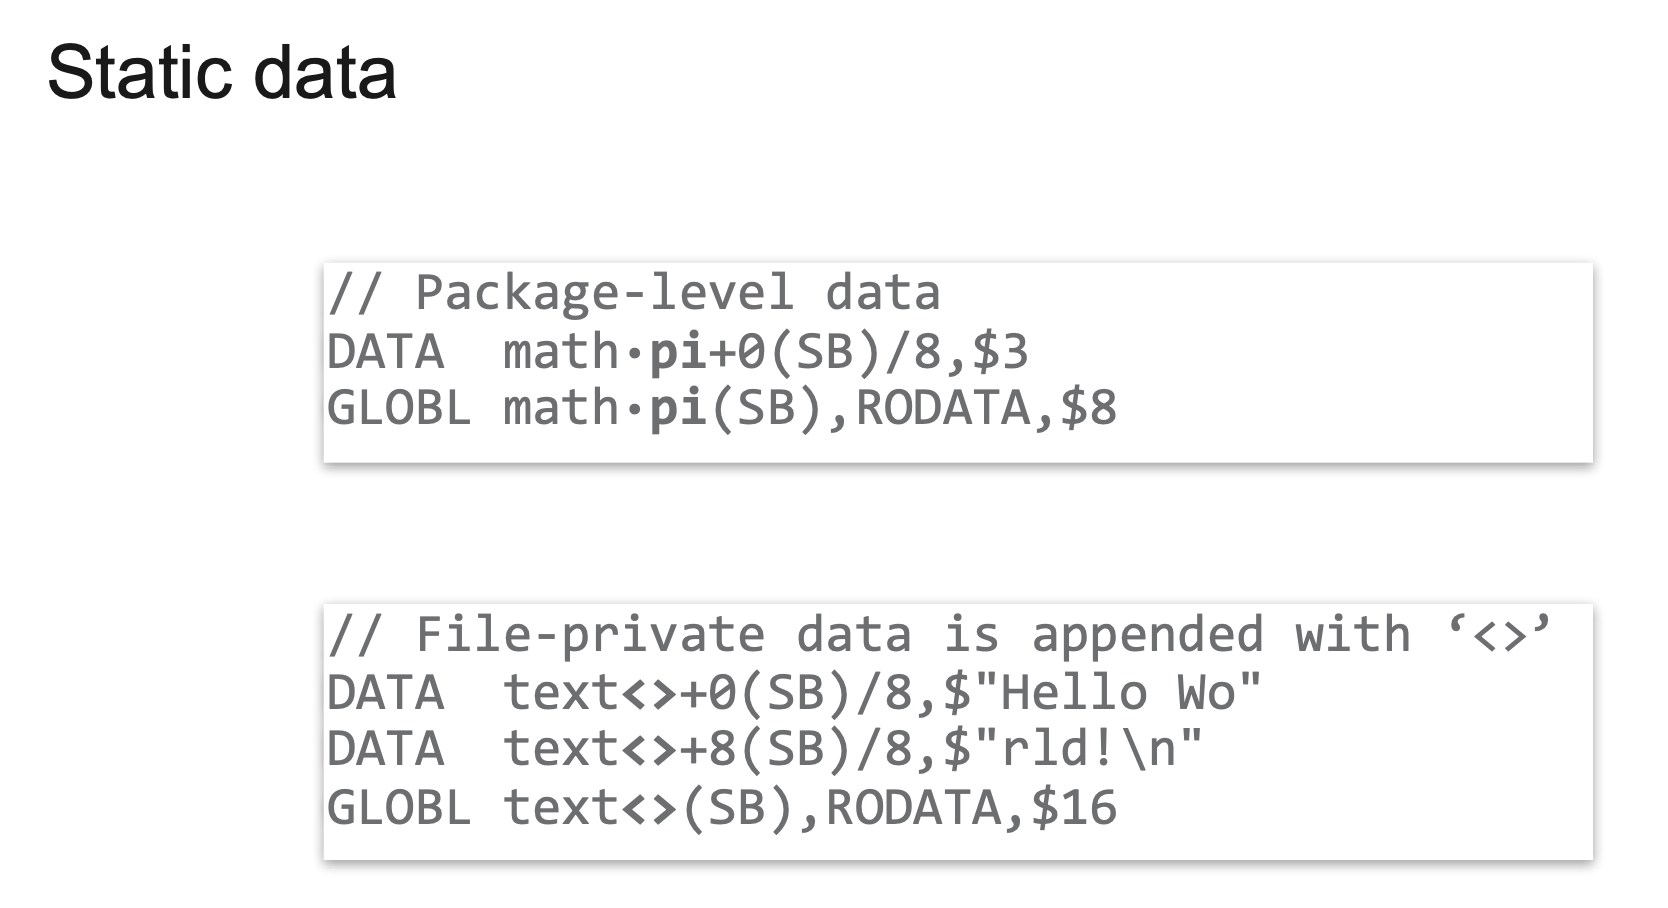 Static data
// Package-level data
DATA  math·pi+0(SB)/8,$3
GLOBL math·pi(SB),RODATA,$8
// File-private data is appended with ‘<>’
DATA  text<>+0(SB)/8,$"Hello Wo"
DATA  text<>+8(SB)/8,$"rld!\n"
GLOBL text<>(SB),RODATA,$16